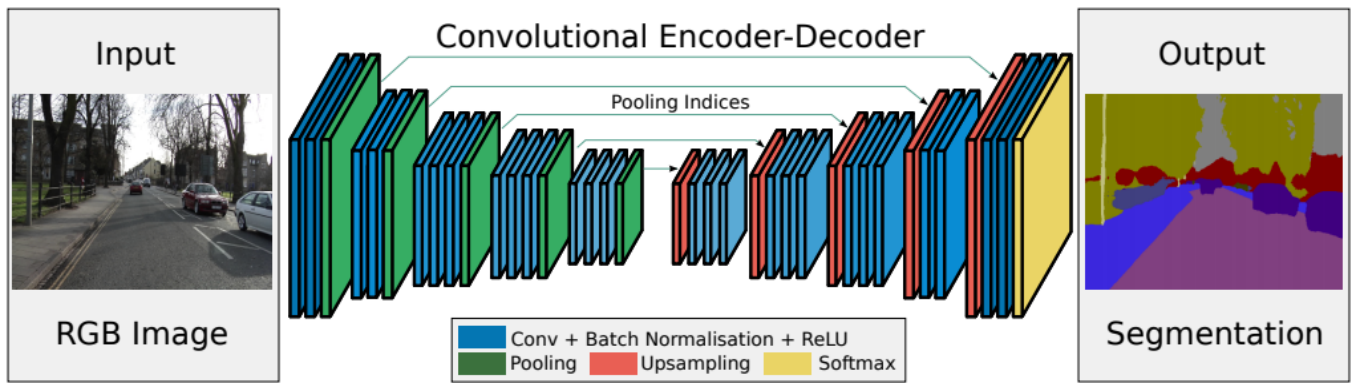 Input
RGB Image
Convolutional Encoder-Decoder
Pooling Indices
Conv + Batch Normalisation + ReLU
Pooling Upsampling Softmax
Output
Segmentation